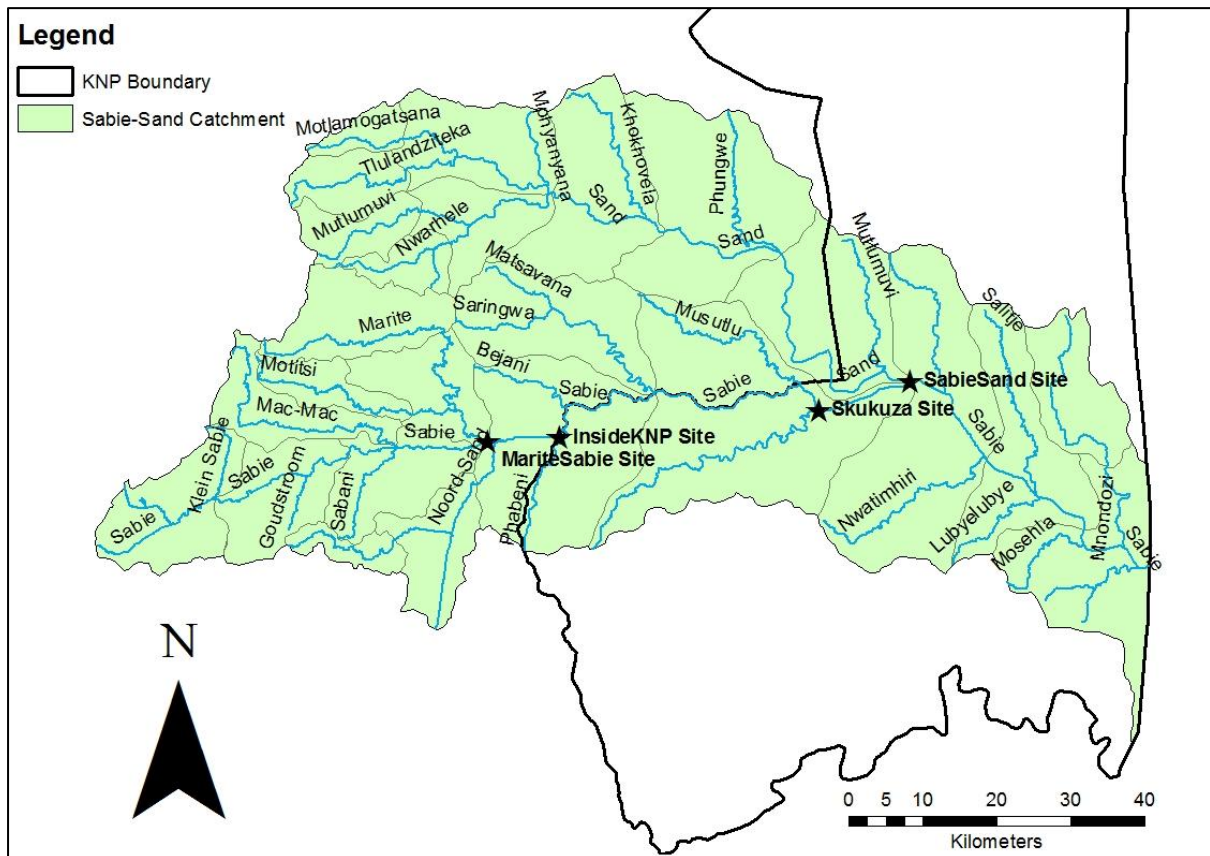 Legend
KNP Boundary
Sabie-Sand Catchment
Motlamogatsana
Tlulandziteka
Mutlumuvi
Nwarhele
Mohyanyana
Sand
Khokhovela
Phungwe
Sand
Matsavana
Saringwa
Marite
Motitsi
Mac-Mac
Bejani
Sabie
Musutlu
Sabie
Sand
Mutlumuvi
Salitje
SabieSand Site
Skukuza Site
InsideKNP Site
MariteSabie Site
Sabie
Klein Sabie
Sabie
Sabie
Goudstroom
Sabani
Noord-Sand
Phabeni
Nwatimhiri
Sabie
Lubyelubye
Mosehla
Mnondozi
Sabie
N
0 5 10 20 30 40
Kilometers